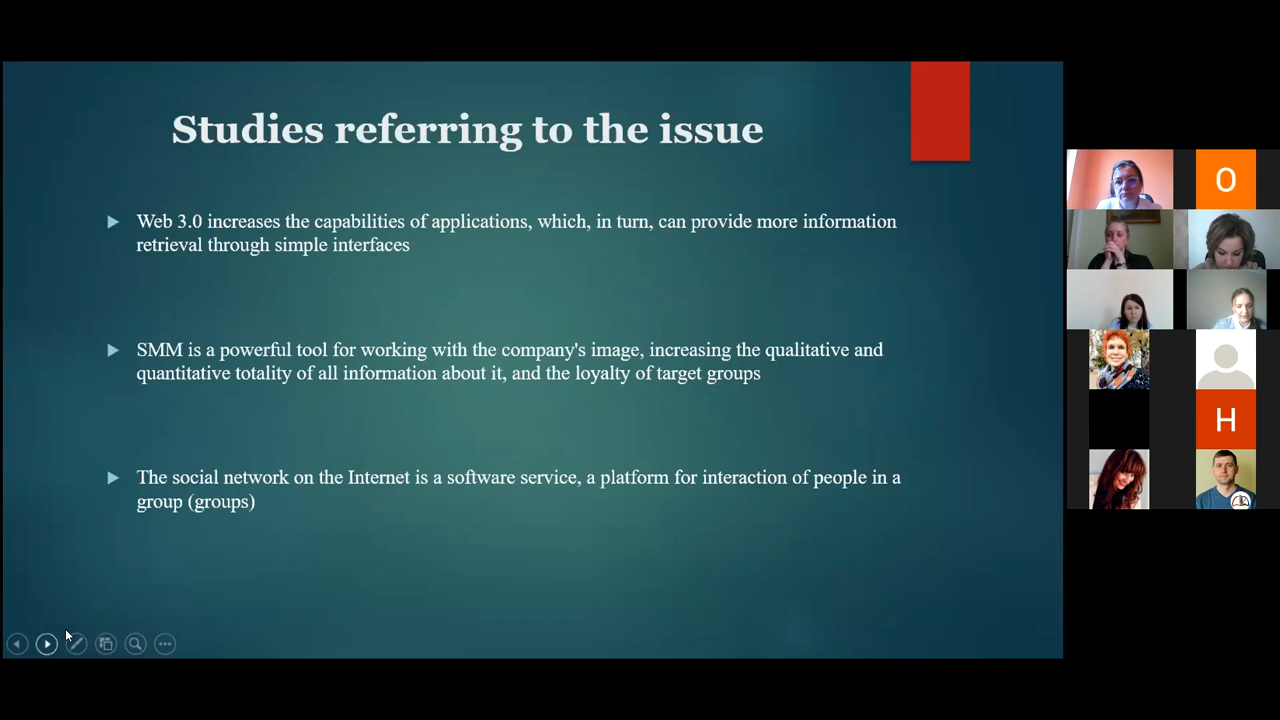 Studies referring to the issue
Web 3.0 increases the capabilities of applications, which, in turn, can provide more information
retrieval through simple interfaces
SMM is a powerful tool for working with the company's image, increasing the qualitative and
quantitative totality of all information about it, and the loyalty of target groups
The social network on the Internet is a software service, a platform for interaction of people in a
group (groups)
O
H